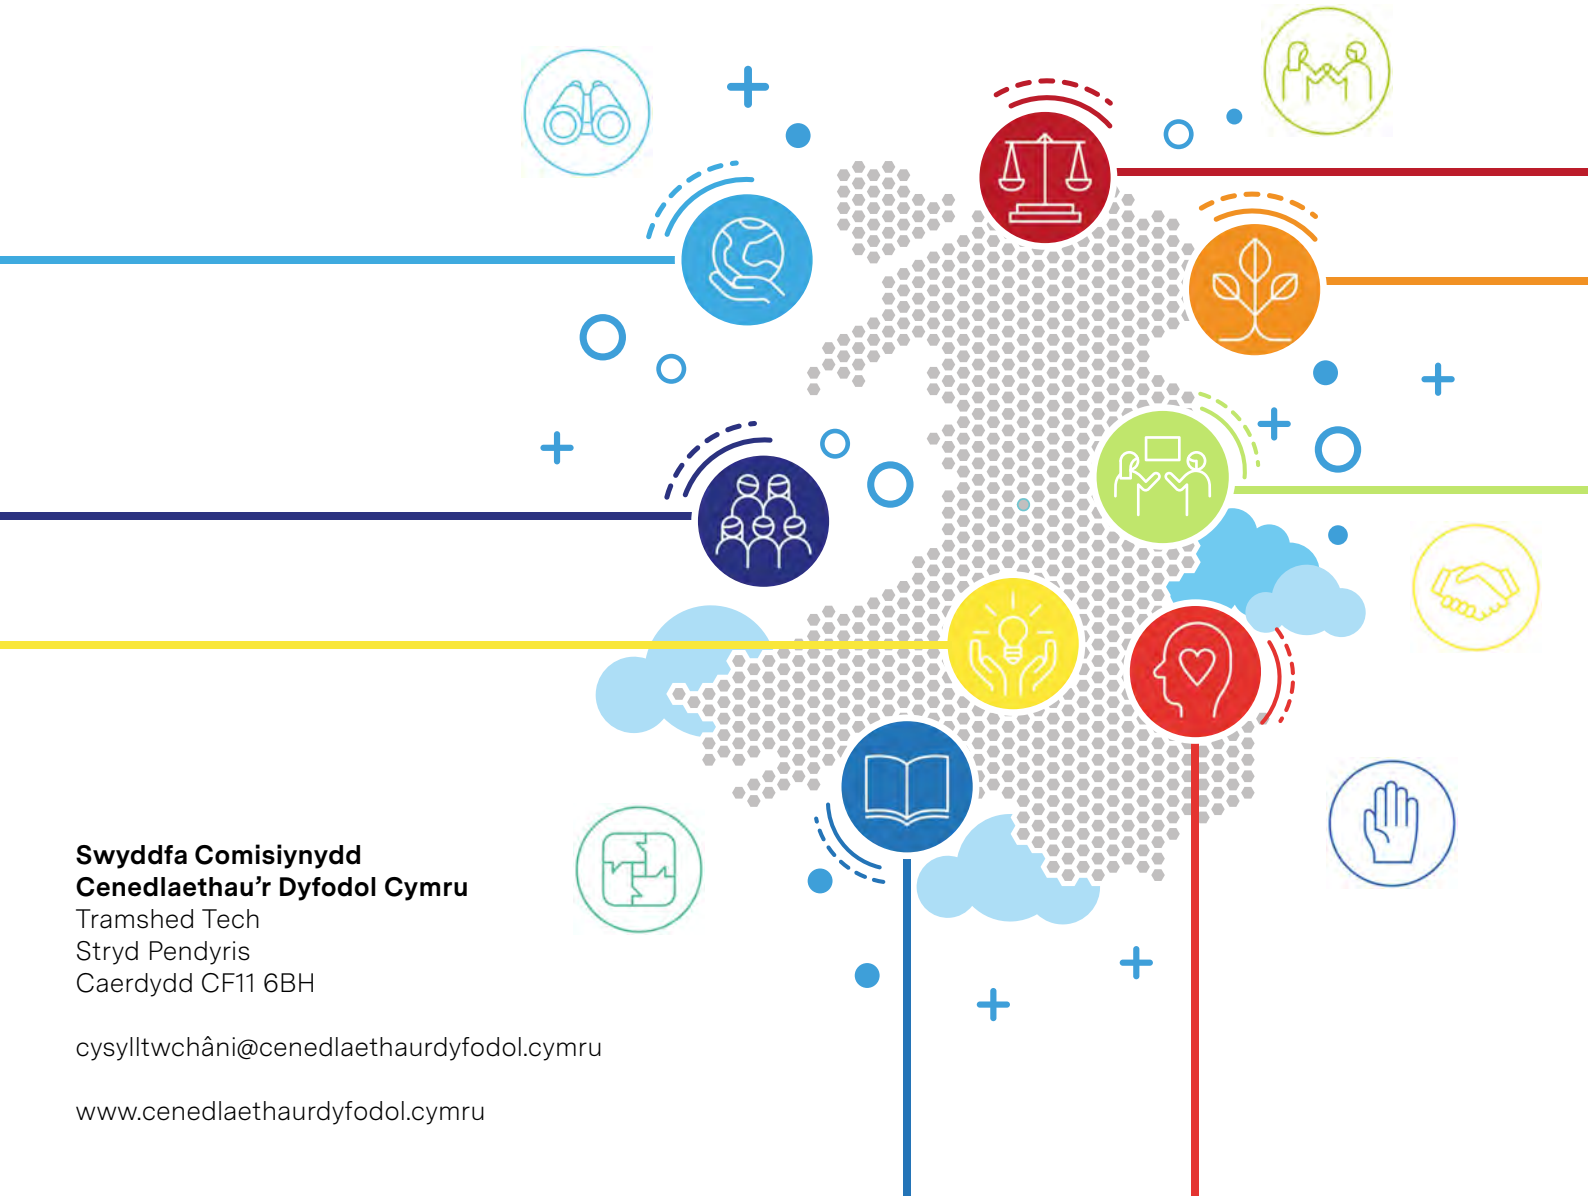 Swyddfa Comisiynydd
Cenedlaethau’r Dyfodol Cymru
Tramshed Tech
Stryd Pendyris
Caerdydd CF11 6BH
cysylltwchâni@cenedlaethaurdyfodol.cymru
www.cenedlaethaurdyfodol.cymru